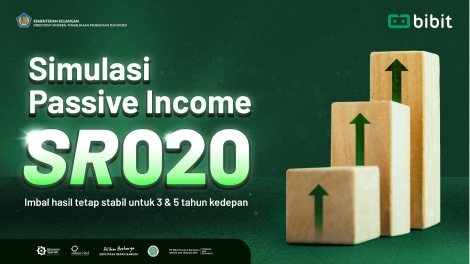 KEMENTERIAN KEUANGAN
DIREKTORAT JENDERAL PENGELOLAAN PEMBIAYAAN DAN RISIKO
bibit
Simulasi
Passive Income
SR020
Imbal hasil tetap stabil untuk 3 & 5 tahun kedepan